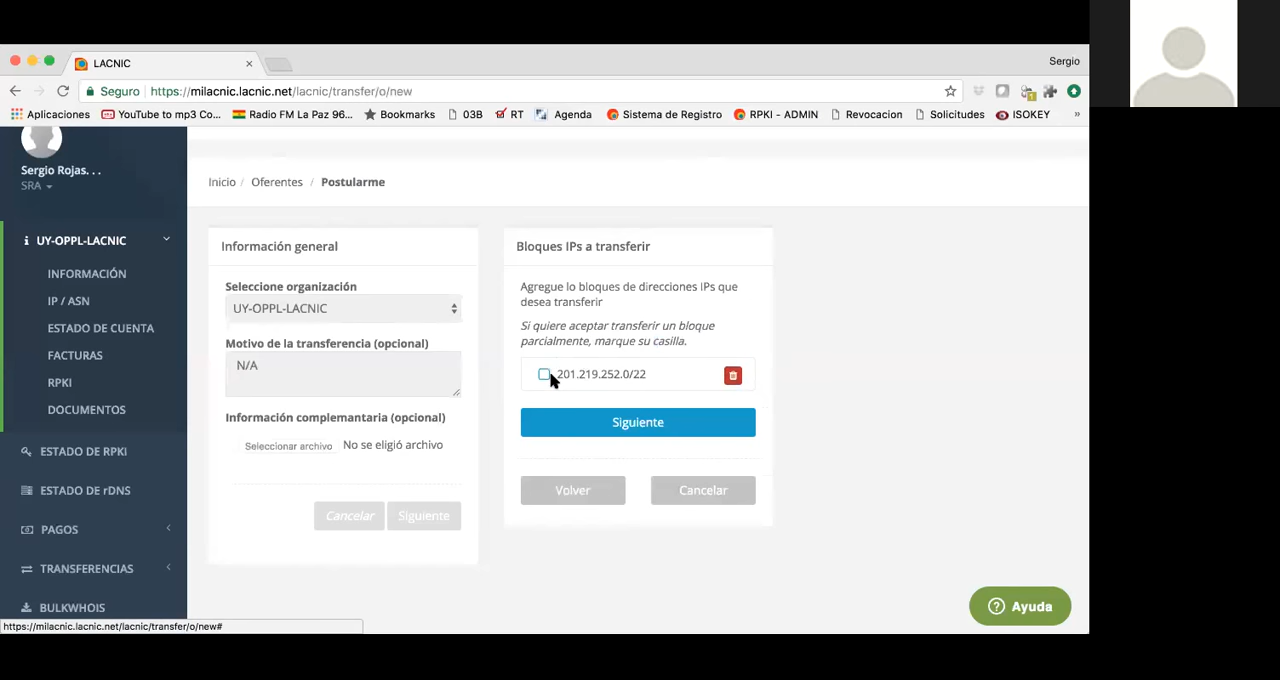 LACNIC
Sergio
Seguro https://milacnic.lacnic.net/lacnic/transfer/o/new
Aplicaciones YouTube to mp3 Co... Radio FM La Paz 96... Bookmarks 03B RT Agenda Sistema de Registro RPKI - ADMIN Revocacion Solicitudes ISOKEY »
Sergio Rojas. . .
SRA
UY-OPPL-LACNIC
INFORMACIÓN
IP / ASN
ESTADO DE CUENTA
FACTURAS
RPKI
DOCUMENTOS
ESTADO DE RPKI
ESTADO DE rDNS
PAGOS
TRANSFERENCIAS
BULKWHOIS
https://milacnic.lacnic.net/lacnic/transfer/o/new#
Inicio / Oferentes / Postularme
Información general
Seleccione organización
UY-OPPL-LACNIC
Motivo de la transferencia (opcional)
N/A
Información complemantaria (opcional)
Seleccionar archivo No se eligió archivo
Cancelar Siguiente
Bloques IPs a transferir
Agregue lo bloques de direcciones IPs que
desea transferir
Si quiere aceptar transferir un bloque
parcialmente, marque su casilla.
201.219.252.0/22
Siguiente
Volver Cancelar
Ayuda